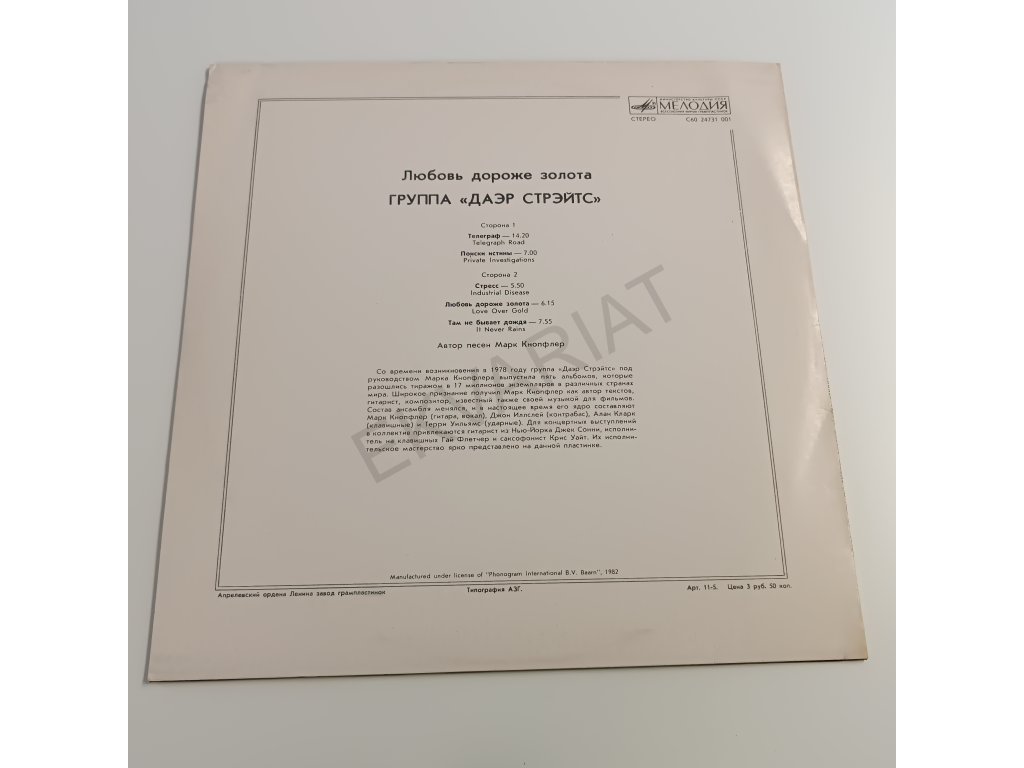 МИНИСТЕРСТВО КУЛЬТУРЫ СССР
МЕЛОДИЯ
СТЕРЕО С60 24731 001
Любовь дороже золота
ГРУППА «ДАЭР СТРЭЙТС»
Сторона 1
Телеграф — 14.20
Telegraph Road
Поиски истины — 7.00
Private Investigations
Сторона 2
Стресс — 5.50
Industrial Disease
Любовь дороже золота — 6.15
Love Over Gold
Там не бывает дождя — 7.55
It Never Rains
Автор песен Марк Кнопфлер
Со времени возникновения в 1978 году группа «Даэр Стрэйтс» под
руководством Марка Кнопфлера выпустила пять альбомов, которые
разошлись тиражом в 17 миллионов экземпляров в различных странах
мира. Широкое признание получил Марк Кнопфлер как автор текстов,
гитарист, композитор, известный также своей музыкой для фильмов.
Состав ансамбля менялся, и в настоящее время его ядро составляют
Марк Кнопфлер (гитара, вокал), Джон Иллслей (контрабас), Алан Кларк
(клавишные) и Терри Уильямс (ударные). Для концертных выступлений
в коллектив привлекаются гитарист из Нью-Йорка Джек Сонни, исполни-
тель на клавишных Гай Флетчер и саксофонист Крис Уайт. Их исполни-
тельское мастерство ярко представлено на данной пластинке.
Manufactured under license of "Phonogram International B.V. Baarn", 1982
Апрелевский ордена Ленина завод грампластинок Типография АЗГ. Арт. 11-5. Цена 3 руб. 50 коп.